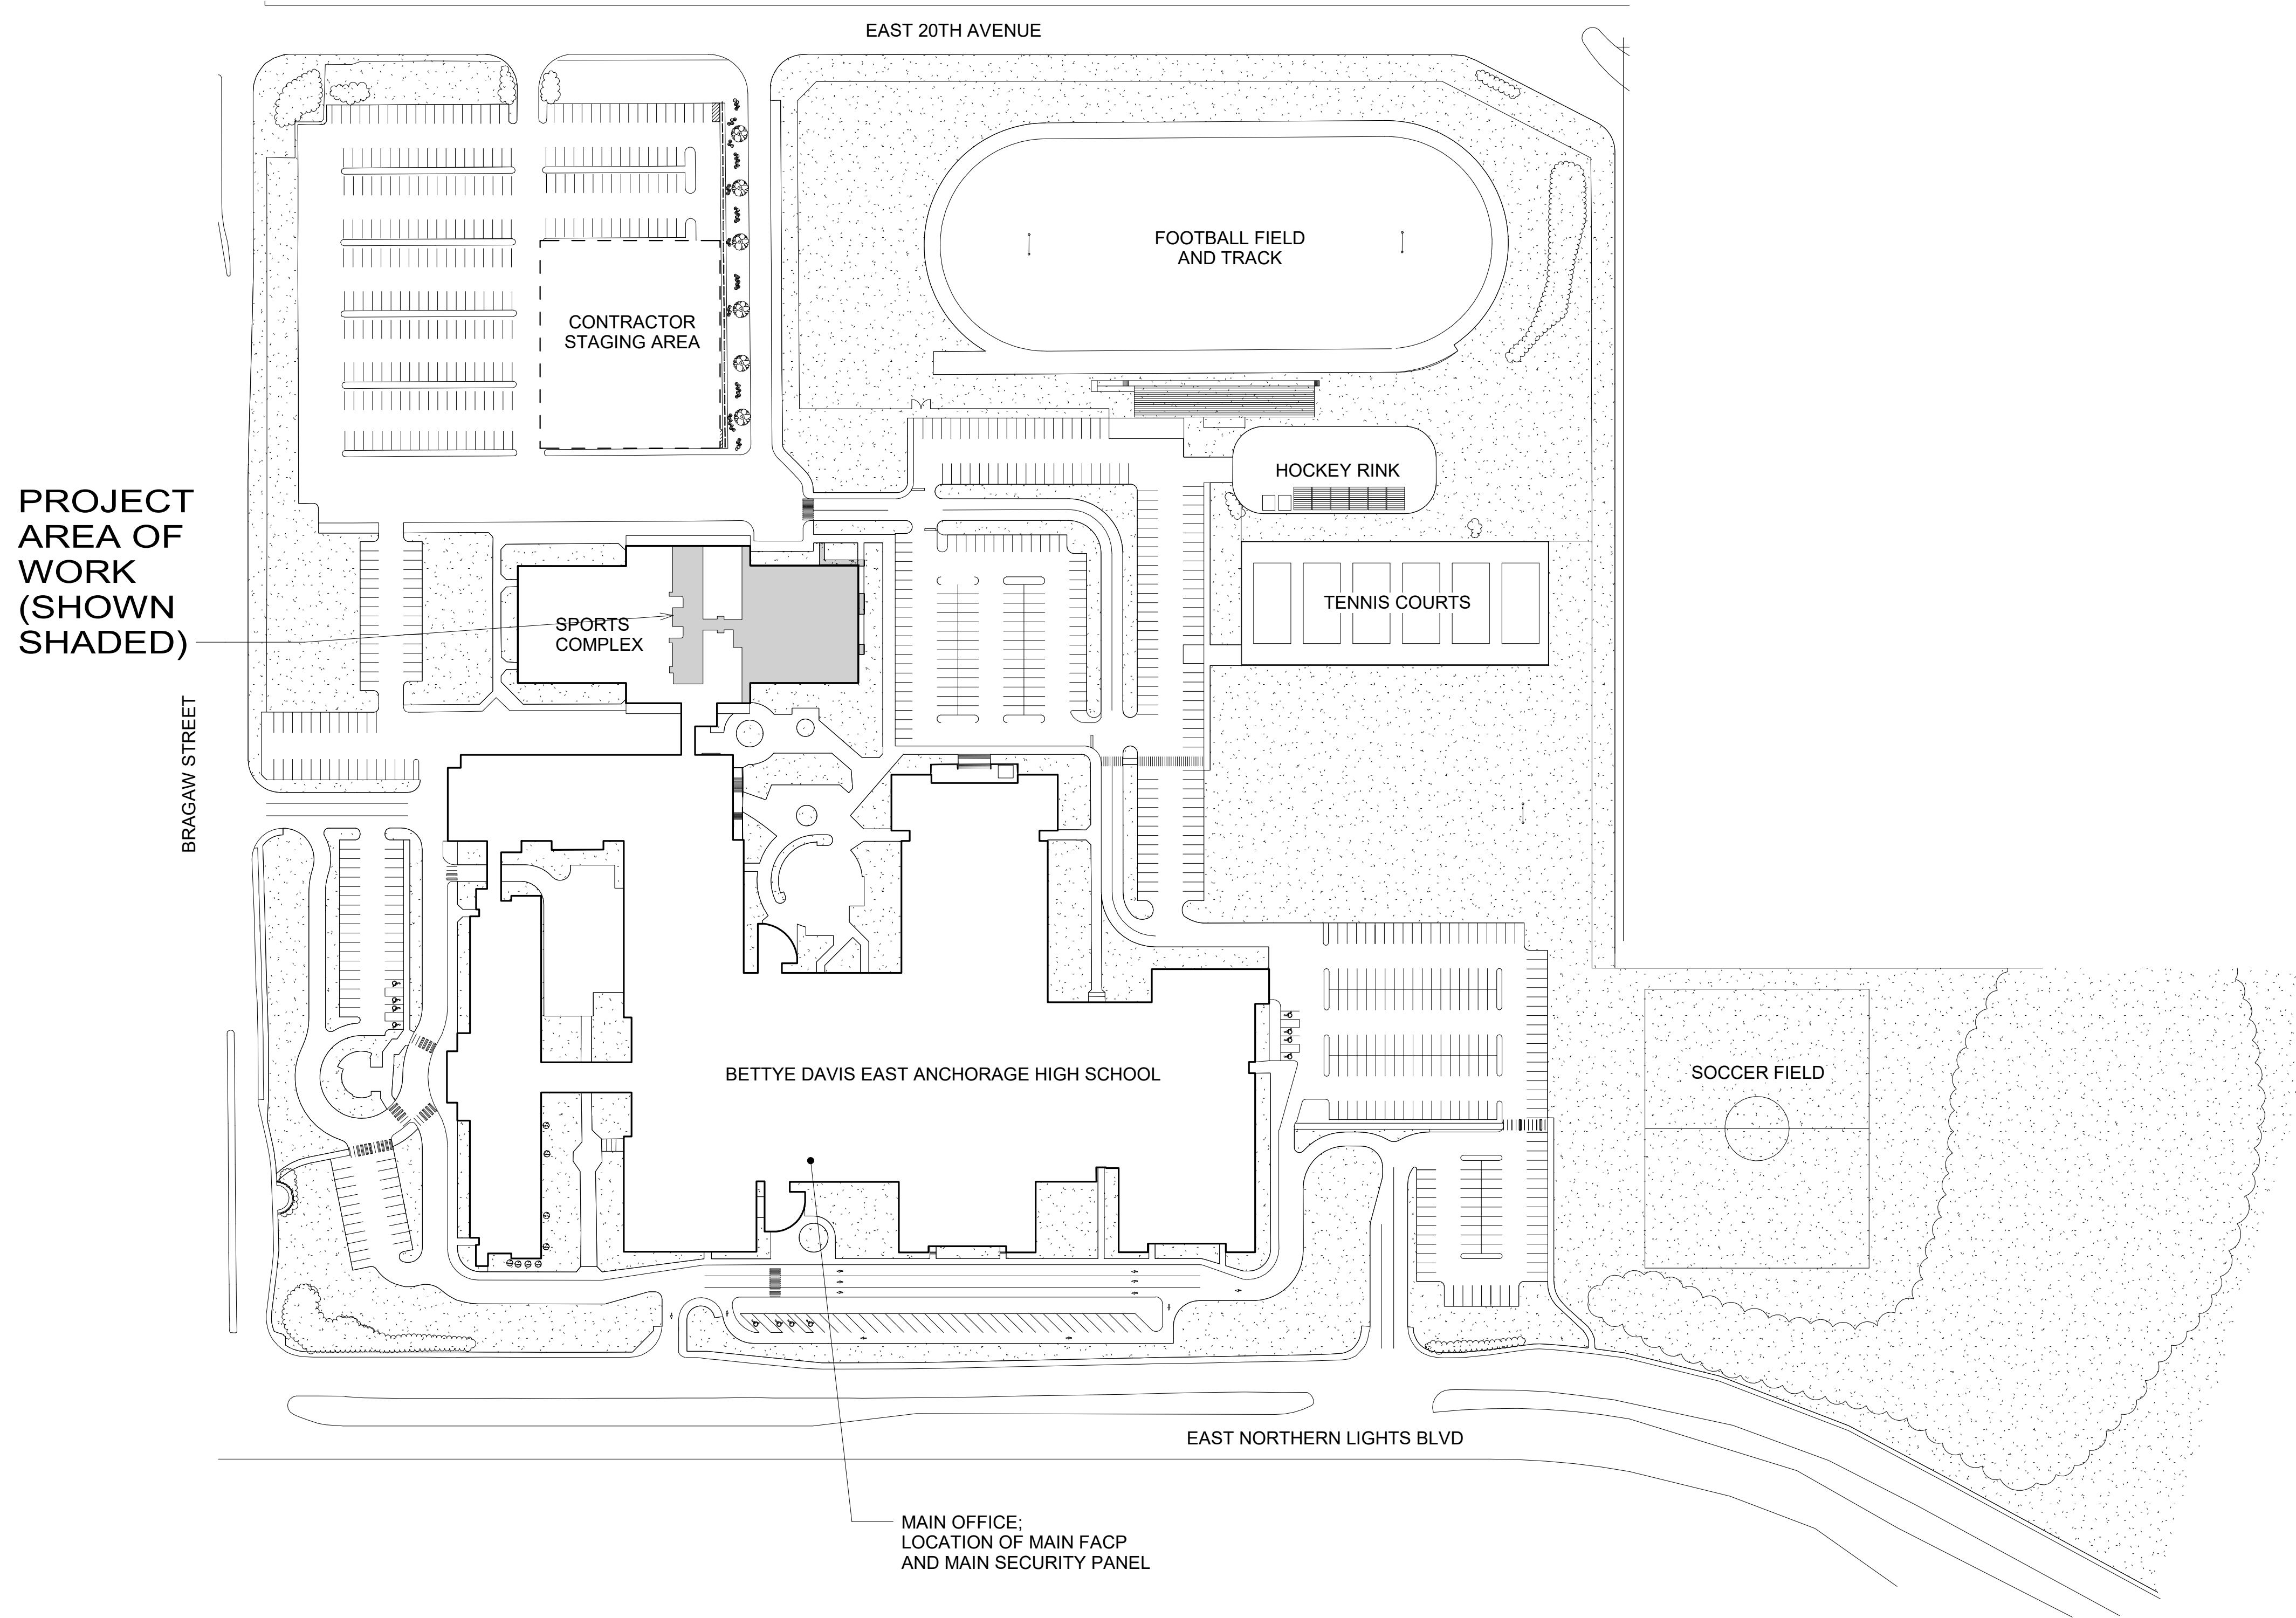 EAST 20TH AVENUE
FOOTBALL FIELD
AND TRACK
CONTRACTOR
STAGING AREA
HOCKEY RINK
PROJECT
AREA OF
WORK
(SHOWN
SHADED)
TENNIS COURTS
SPORTS
COMPLEX
BRAGAW STREET
BETTYE DAVIS EAST ANCHORAGE HIGH SCHOOL
SOCCER FIELD
EAST NORTHERN LIGHTS BLVD
MAIN OFFICE;
LOCATION OF MAIN FACP
AND MAIN SECURITY PANEL